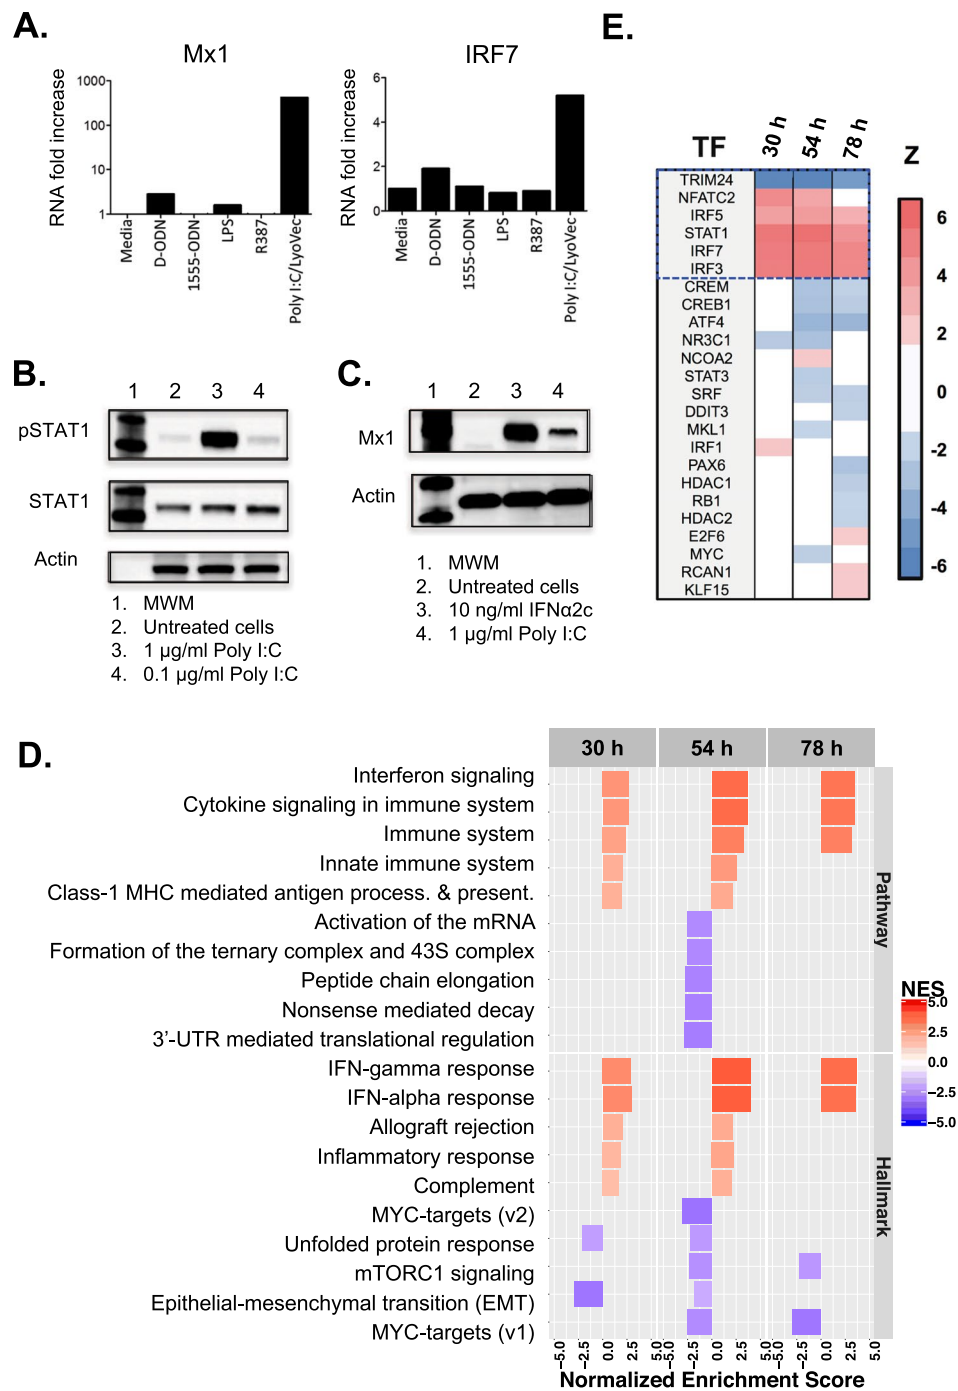 A.
Mx1
RNA fold increase
1000
100
10
1
Media
D-ODN
1555-ODN
LPS
R387
Poly I:C/LyoVec
IRF7
RNA fold increase
6
4
2
0
Media
D-ODN
1555-ODN
LPS
R387
Poly I:C/LyoVec
B.
1 2 3 4
pSTAT1
STAT1
Actin
1. MWM
2. Untreated cells
3. 1 µg/ml Poly I:C
4. 0.1 µg/ml Poly I:C
C.
1 2 3 4
Mx1
Actin
1. MWM
2. Untreated cells
3. 10 ng/ml IFNα2c
4. 1 µg/ml Poly I:C
E.
TF 30 h 54 h 78 h
TRIM24
NFATC2
IRF5
STAT1
IRF7
IRF3
CREM
CREB1
ATF4
NR3C1
NCOA2
STAT3
SRF
DDIT3
MKL1
IRF1
PAX6
HDAC1
RB1
HDAC2
E2F6
MYC
RCAN1
KLF15
Z
6
4
2
0
-2
-4
-6
D.
30 h 54 h 78 h
Interferon signaling
Cytokine signaling in immune system
Immune system
Innate immune system
Class-1 MHC mediated antigen process. & present.
Activation of the mRNA
Formation of the ternary complex and 43S complex
Peptide chain elongation
Nonsense mediated decay
3'-UTR mediated translational regulation
IFN-gamma response
IFN-alpha response
Allograft rejection
Inflammatory response
Complement
MYC-targets (v2)
Unfolded protein response
mTORC1 signaling
Epithelial-mesenchymal transition (EMT)
MYC-targets (v1)
Pathway
Hallmark
-5.0 -2.5 0.0 2.5 5.0 -5.0 -2.5 0.0 2.5 5.0 -5.0 -2.5 0.0 2.5 5.0
Normalized Enrichment Score
NES
5.0
2.5
0.0
-2.5
-5.0